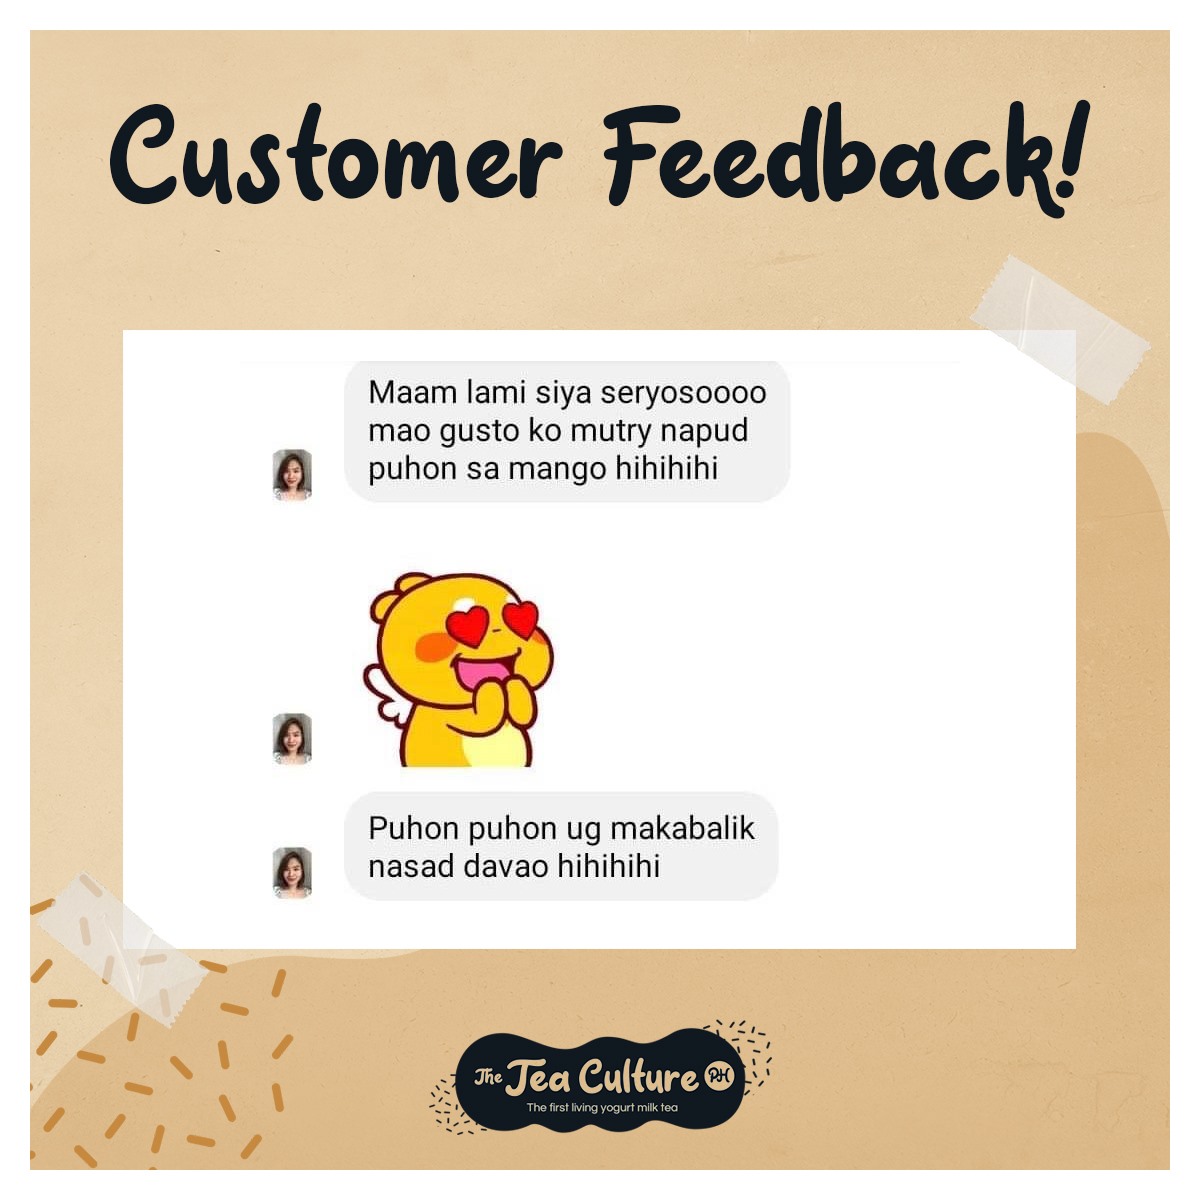 Customer Feedback!
Maam lami siya seryosoooo
mao gusto ko mutry napud
puhon sa mango hihihihi
Puhon puhon ug makabalik
nasad davao hihihihi
The Tea Culture PH
The first living yogurt milk tea